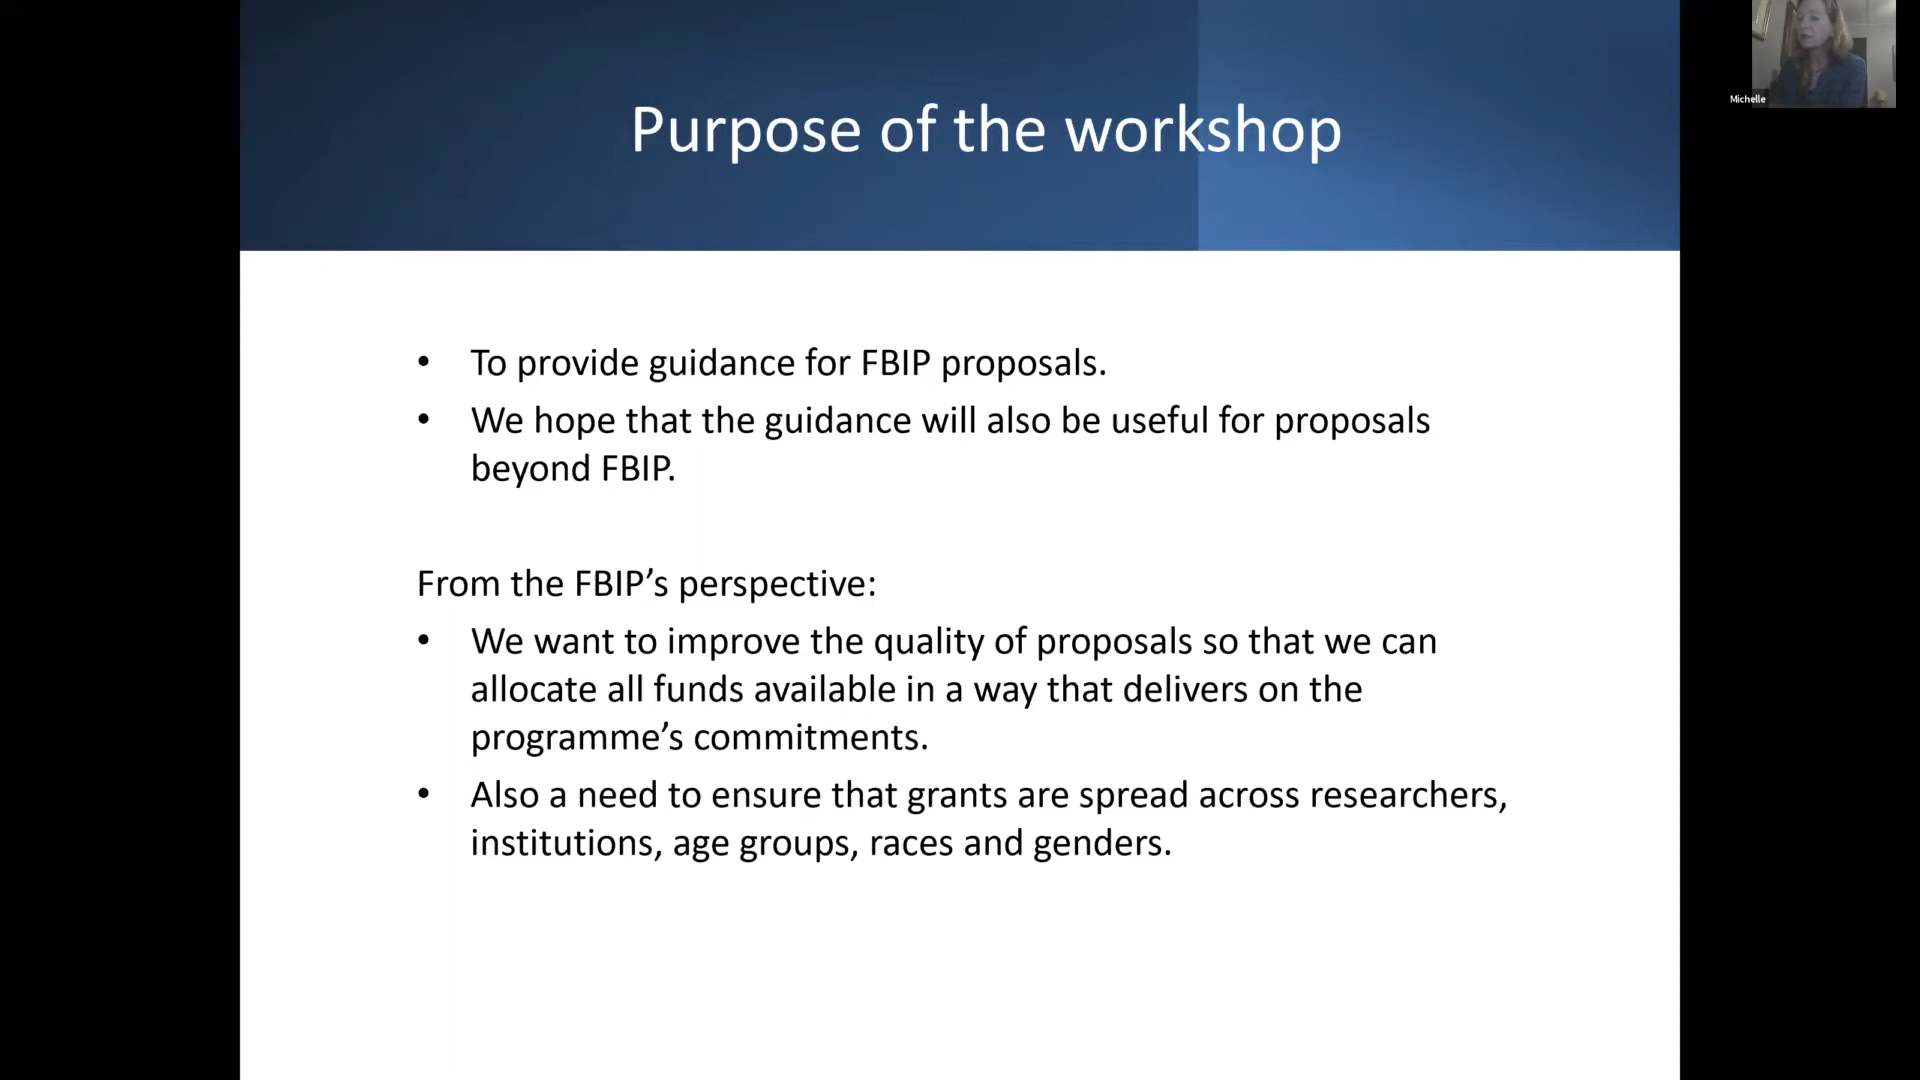 Purpose of the workshop
Michelle
• To provide guidance for FBIP proposals.
• We hope that the guidance will also be useful for proposals
beyond FBIP.
From the FBIP’s perspective:
• We want to improve the quality of proposals so that we can
allocate all funds available in a way that delivers on the
programme’s commitments.
• Also a need to ensure that grants are spread across researchers,
institutions, age groups, races and genders.